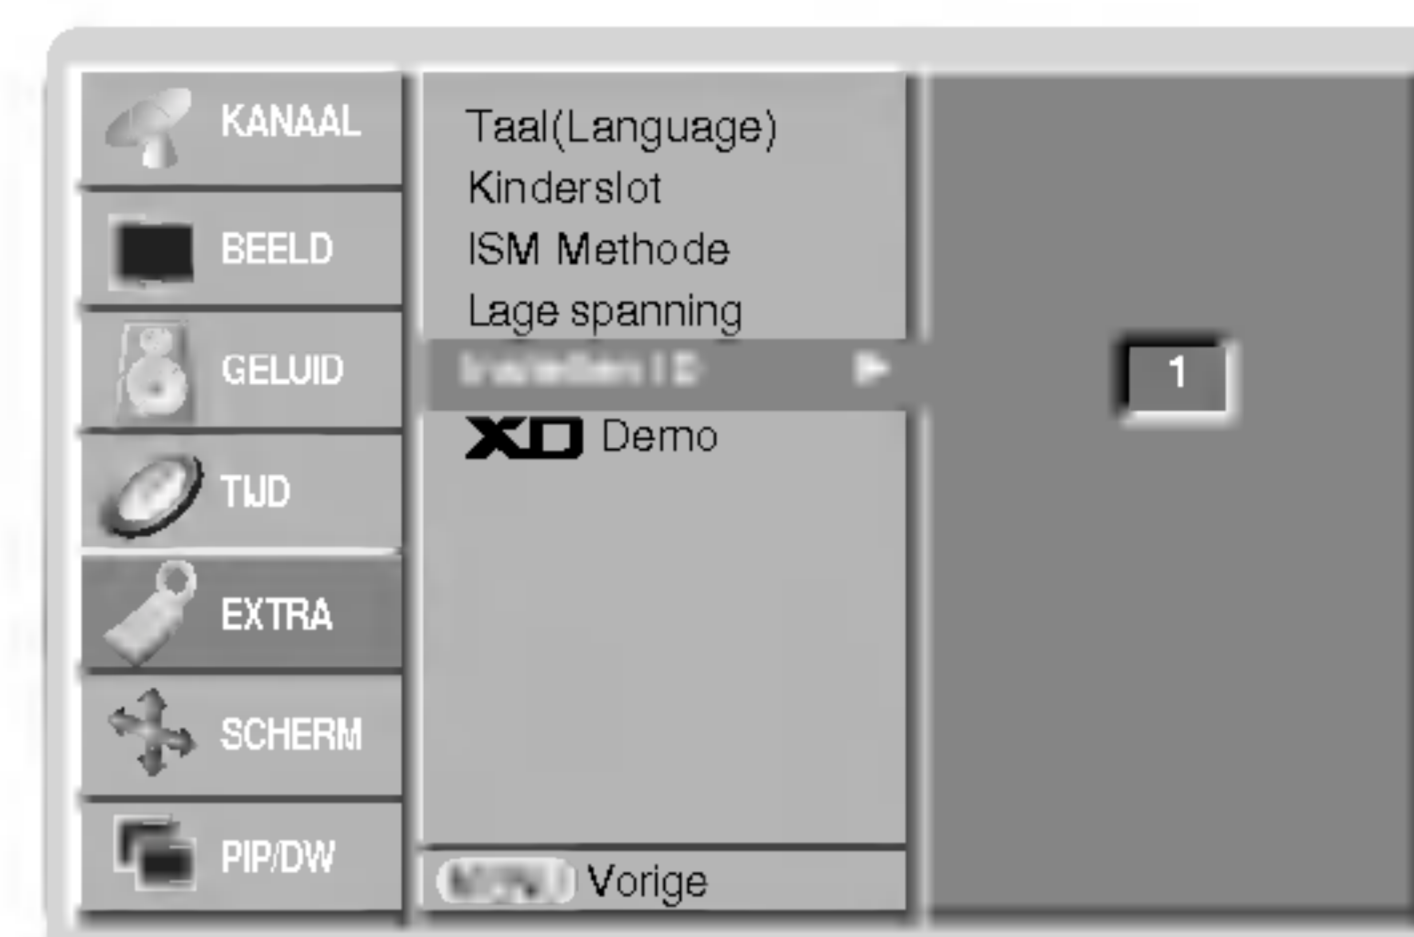 KANAAL
BEELD
GELUID
TIJD
EXTRA
SCHERM
PIP/DW
Taal(Language)
Kinderslot
ISM Methode
Lage spanning
XD Demo
Vorige
1